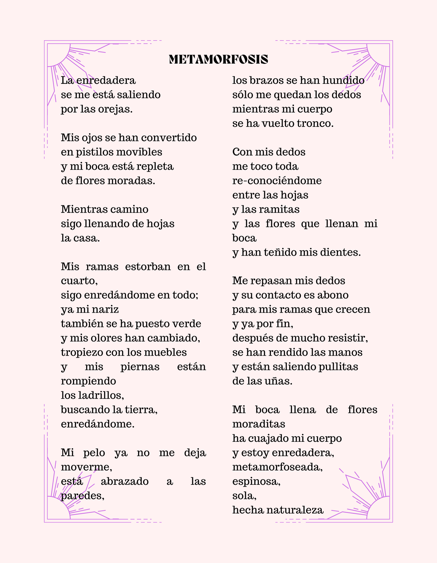 METAMORFOSIS
La enredadera
se me está saliendo
por las orejas.
Mis ojos se han convertido
en pistilos movibles
y mi boca está repleta
de flores moradas.
Mientras camino
sigo llenando de hojas
la casa.
Mis ramas estorban en el
cuarto,
sigo enredándome en todo;
ya mi nariz
también se ha puesto verde
y mis olores han cambiado,
tropiezo con los muebles
y mis piernas están
rompiendo
los ladrillos,
buscando la tierra,
enredándome.
Mi pelo ya no me deja
moverme,
está abrazado a las
paredes,
los brazos se han hundido
sólo me quedan los dedos
mientras mi cuerpo
se ha vuelto tronco.
Con mis dedos
me toco toda
re-conociéndome
entre las hojas
y las ramitas
y las flores que llenan mi
boca
y han teñido mis dientes.
Me repasan mis dedos
y su contacto es abono
para mis ramas que crecen
y ya por fin,
después de mucho resistir,
se han rendido las manos
y están saliendo pullitas
de las uñas.
Mi boca llena de flores
moraditas
ha cuajado mi cuerpo
y estoy enredadera,
metamorfoseada,
espinosa,
sola,
hecha naturaleza